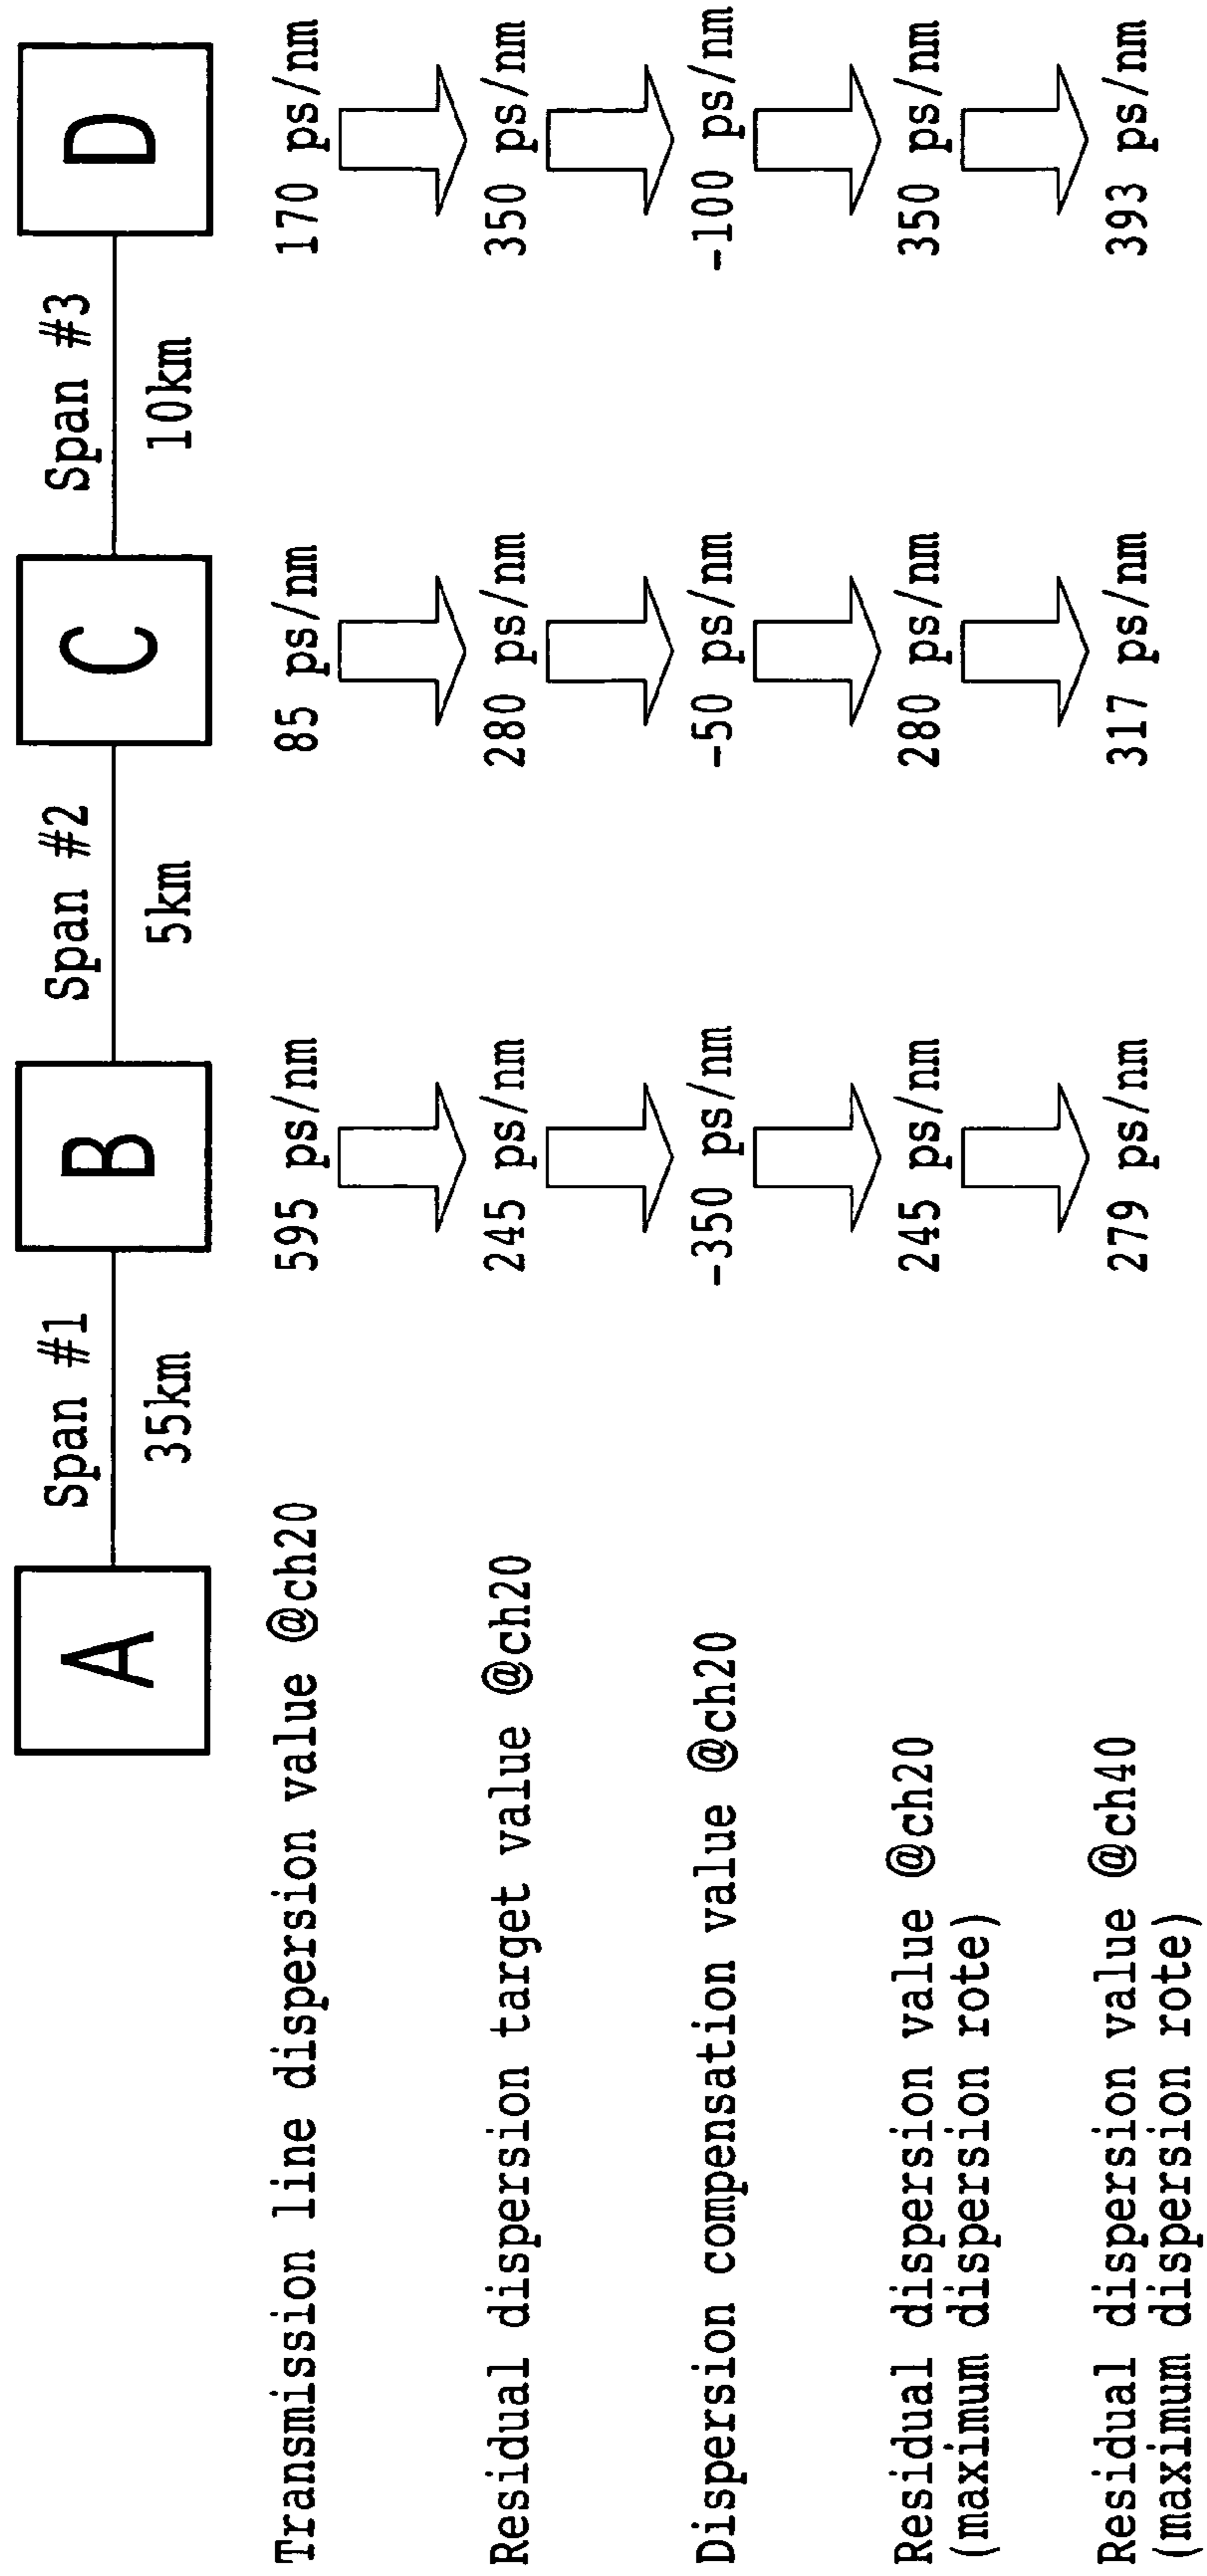 A
Span #1
35km
B
Span #2
5km
C
Span #3
10km
D
Transmission line dispersion value @ch20
595 ps/nm
85 ps/nm
170 ps/nm
Residual dispersion target value @ch20
245 ps/nm
280 ps/nm
350 ps/nm
Dispersion compensation value @ch20
-350 ps/nm
-50 ps/nm
-100 ps/nm
Residual dispersion value @ch20
(maximum dispersion rote)
245 ps/nm
280 ps/nm
350 ps/nm
Residual dispersion value @ch40
(maximum dispersion rote)
279 ps/nm
317 ps/nm
393 ps/nm